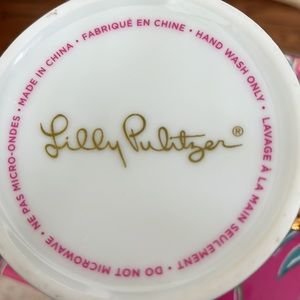 Lilly Pulitzer®
MADE IN CHINA • FABRIQUÉ EN CHINE • HAND WASH ONLY • LAVAGE À LA MAIN SEULEMENT • DO NOT MICROWAVE • NE PAS MICRO-ONDES •